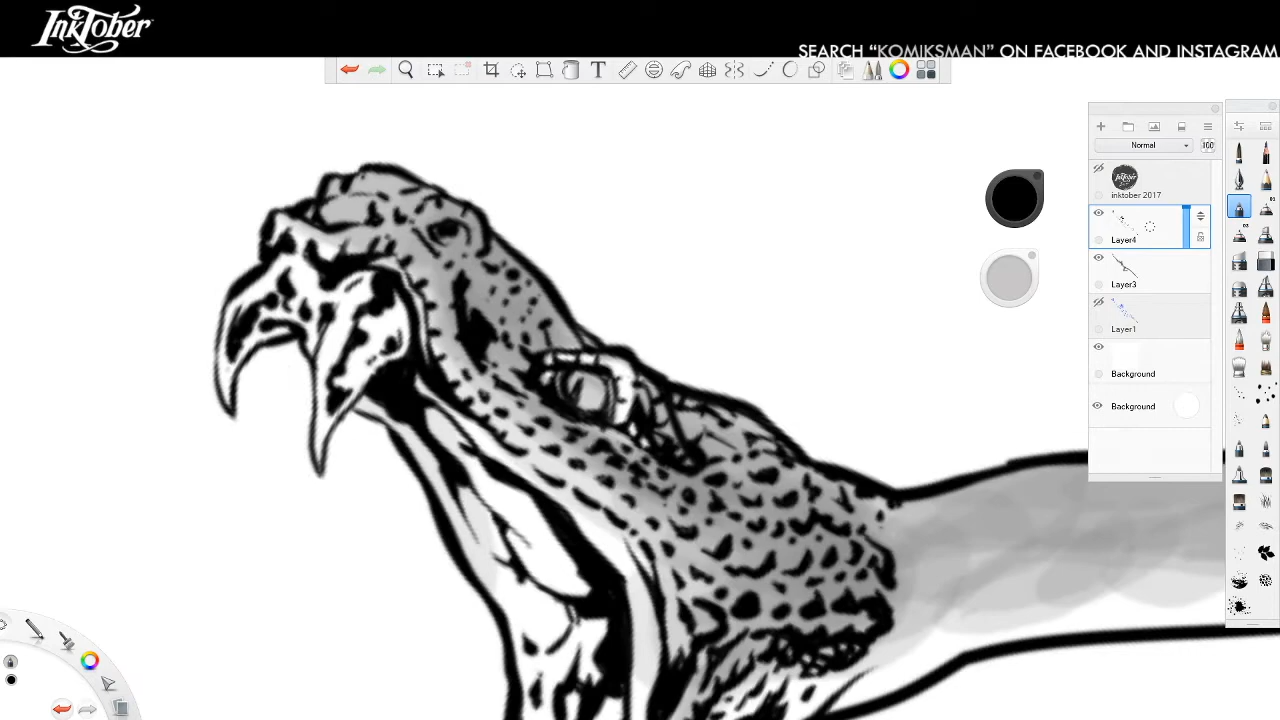 INKTOBER
SEARCH “KOMIKSMAN” ON FACEBOOK AND INSTAGRAM
T
Normal
100
inktober 2017
Layer4
Layer3
Layer1
Background
Background